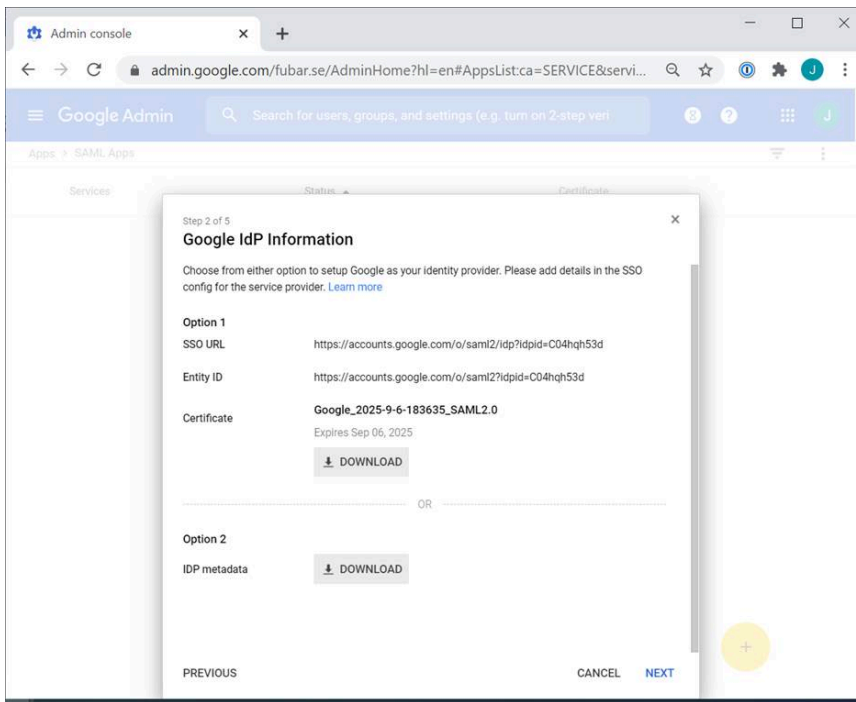 Admin console
admin.google.com/fubar.se/AdminHome?hl=en#AppsList:ca=SERVICE&servi...
J
Google Admin
Search for users, groups, and settings (e.g. turn on 2-step veri
8
?
J
Apps > SAML Apps
Services
Status
Certificate
Step 2 of 5
Google IdP Information
Choose from either option to setup Google as your identity provider. Please add details in the SSO
config for the service provider. Learn more
Option 1
SSO URL
https://accounts.google.com/o/saml2/idp?idpid=C04hqh53d
Entity ID
https://accounts.google.com/o/saml2?idpid=C04hqh53d
Certificate
Google_2025-9-6-183635_SAML2.0
Expires Sep 06, 2025
DOWNLOAD
OR
Option 2
IDP metadata
DOWNLOAD
PREVIOUS
CANCEL
NEXT